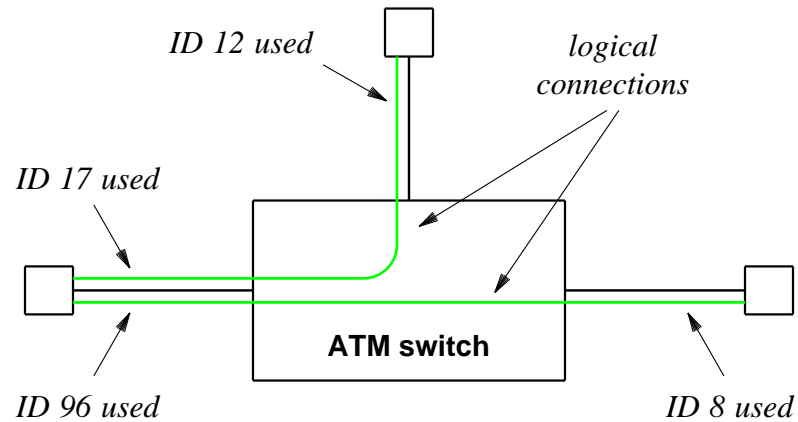 ID 12 used
logical
connections
ID 17 used
ATM switch
ID 96 used
ID 8 used